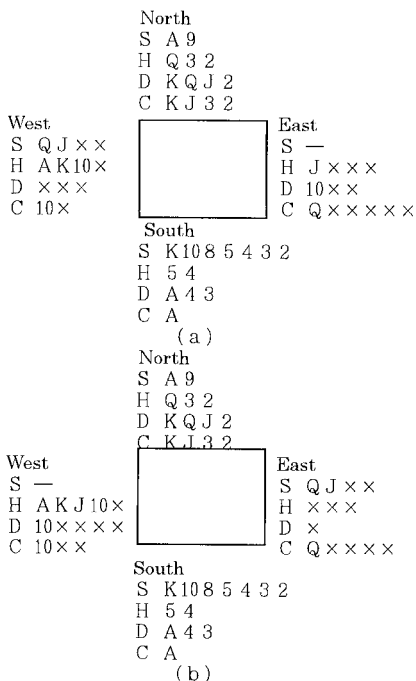 North
S A 9
H Q 3 2
D K Q J 2
C K J 3 2
West
S Q J × ×
H A K 10 ×
D × × ×
C 10 ×
East
S —
H J × × ×
D 10 × ×
C Q × × × × ×
South
S K 10 8 5 4 3 2
H 5 4
D A 4 3
C A
(a)
North
S A 9
H Q 3 2
D K Q J 2
C K J 3 2
West
S —
H A K J 10 ×
D 10 × × × ×
C 10 × ×
East
S Q J × ×
H × × ×
D ×
C Q × × × ×
South
S K 10 8 5 4 3 2
H 5 4
D A 4 3
C A
(b)